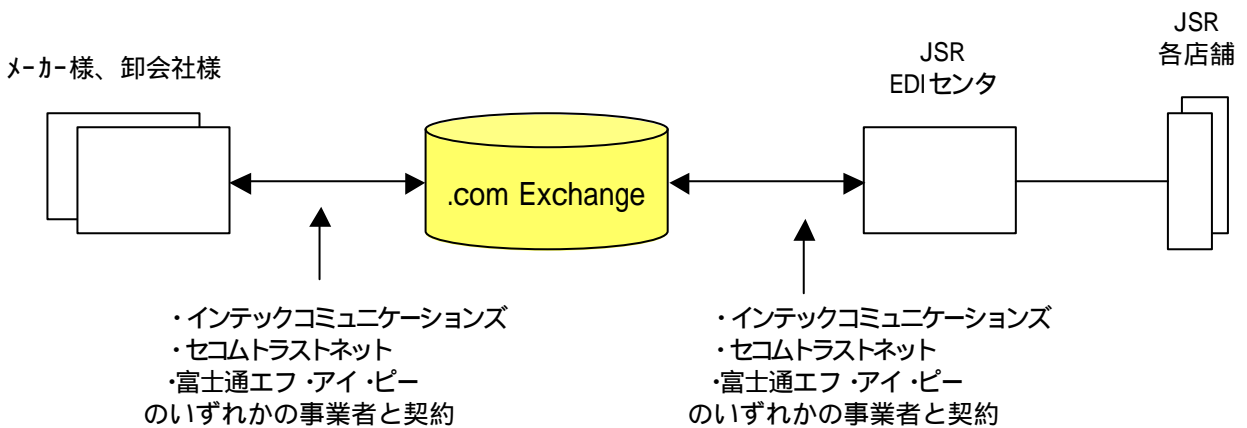 メーカー様、卸会社様
.com Exchange
JSR
EDIセンタ
JSR
各店舗
・インテックコミュニケーションズ
・セコムトラストネット
・富士通エフ・アイ・ピー
のいずれかの事業者と契約
・インテックコミュニケーションズ
・セコムトラストネット
・富士通エフ・アイ・ピー
のいずれかの事業者と契約